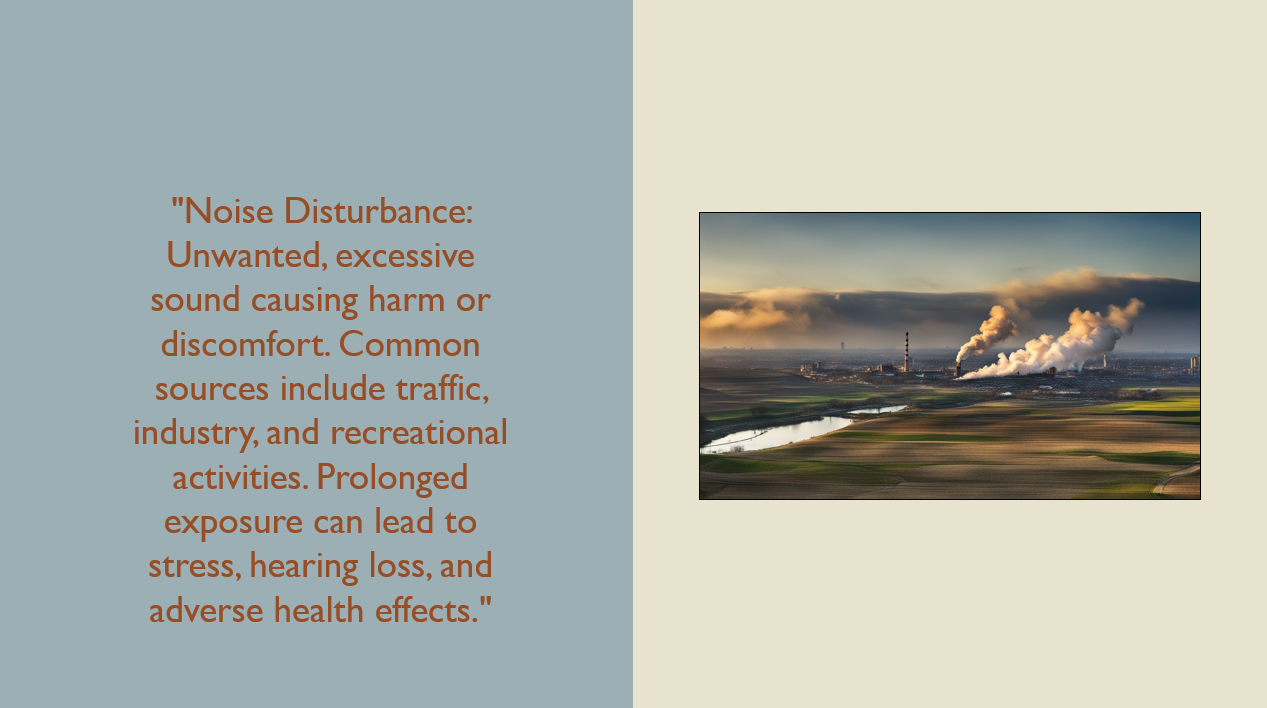 "Noise Disturbance:
Unwanted, excessive
sound causing harm or
discomfort. Common
sources include traffic,
industry, and recreational
activities. Prolonged
exposure can lead to
stress, hearing loss, and
adverse health effects."